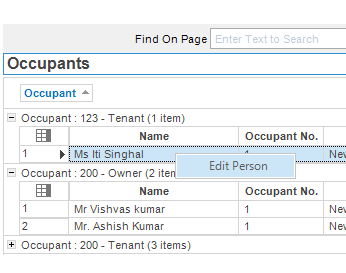 Find On Page Enter Text to Search
Occupants
Occupant
Occupant : 123 - Tenant (1 item)
Name Occupant No.
1 Ms Iti Singhal 1 New
Edit Person
Occupant : 200 - Owner (2 item
Name Occupant No.
1 Mr Vishvas kumar 1 New
2 Mr. Ashish Kumar 1 New
Occupant : 200 - Tenant (3 items)